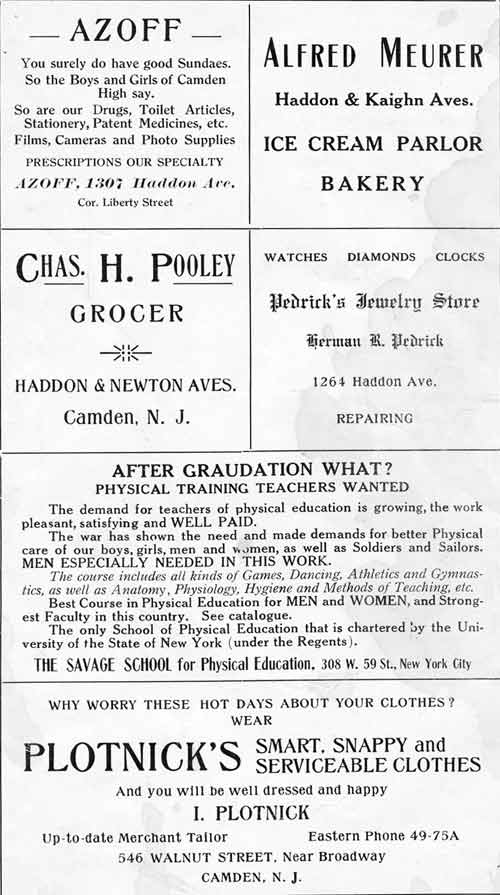 — AZOFF —
You surely do have good Sundaes.
So the Boys and Girls of Camden
High say.
So are our Drugs, Toilet Articles,
Stationery, Patent Medicines, etc.
Films, Cameras and Photo Supplies
PRESCRIPTIONS OUR SPECIALTY
AZOFF, 1307 Haddon Ave.
Cor. Liberty Street
ALFRED MEURER
Haddon & Kaighn Aves.
ICE CREAM PARLOR
BAKERY
CHAS. H. POOLEY
GROCER
HADDON & NEWTON AVES.
Camden, N. J.
WATCHES DIAMONDS CLOCKS
Pedrick's Jewelry Store
Herman R. Pedrick
1264 Haddon Ave.
REPAIRING
AFTER GRAUDATION WHAT?
PHYSICAL TRAINING TEACHERS WANTED
The demand for teachers of physical education is growing, the work
pleasant, satisfying and WELL PAID.
The war has shown the need and made demands for better Physical
care of our boys, girls, men and women, as well as Soldiers and Sailors.
MEN ESPECIALLY NEEDED IN THIS WORK.
The course includes all kinds of Games, Dancing, Athletics and Gymnas-
tics, as well as Anatomy, Physiology, Hygiene and Methods of Teaching, etc.
Best Course in Physical Education for MEN and WOMEN, and Strong-
est Faculty in this country. See catalogue.
The only School of Physical Education that is chartered by the Uni-
versity of the State of New York (under the Regents).
THE SAVAGE SCHOOL for Physical Education, 308 W. 59 St., New York City
WHY WORRY THESE HOT DAYS ABOUT YOUR CLOTHES?
WEAR
PLOTNICK'S SMART, SNAPPY and
SERVICEABLE CLOTHES
And you will be well dressed and happy
I. PLOTNICK
Up-to-date Merchant Tailor Eastern Phone 49-75A
546 WALNUT STREET, Near Broadway
CAMDEN, N. J.